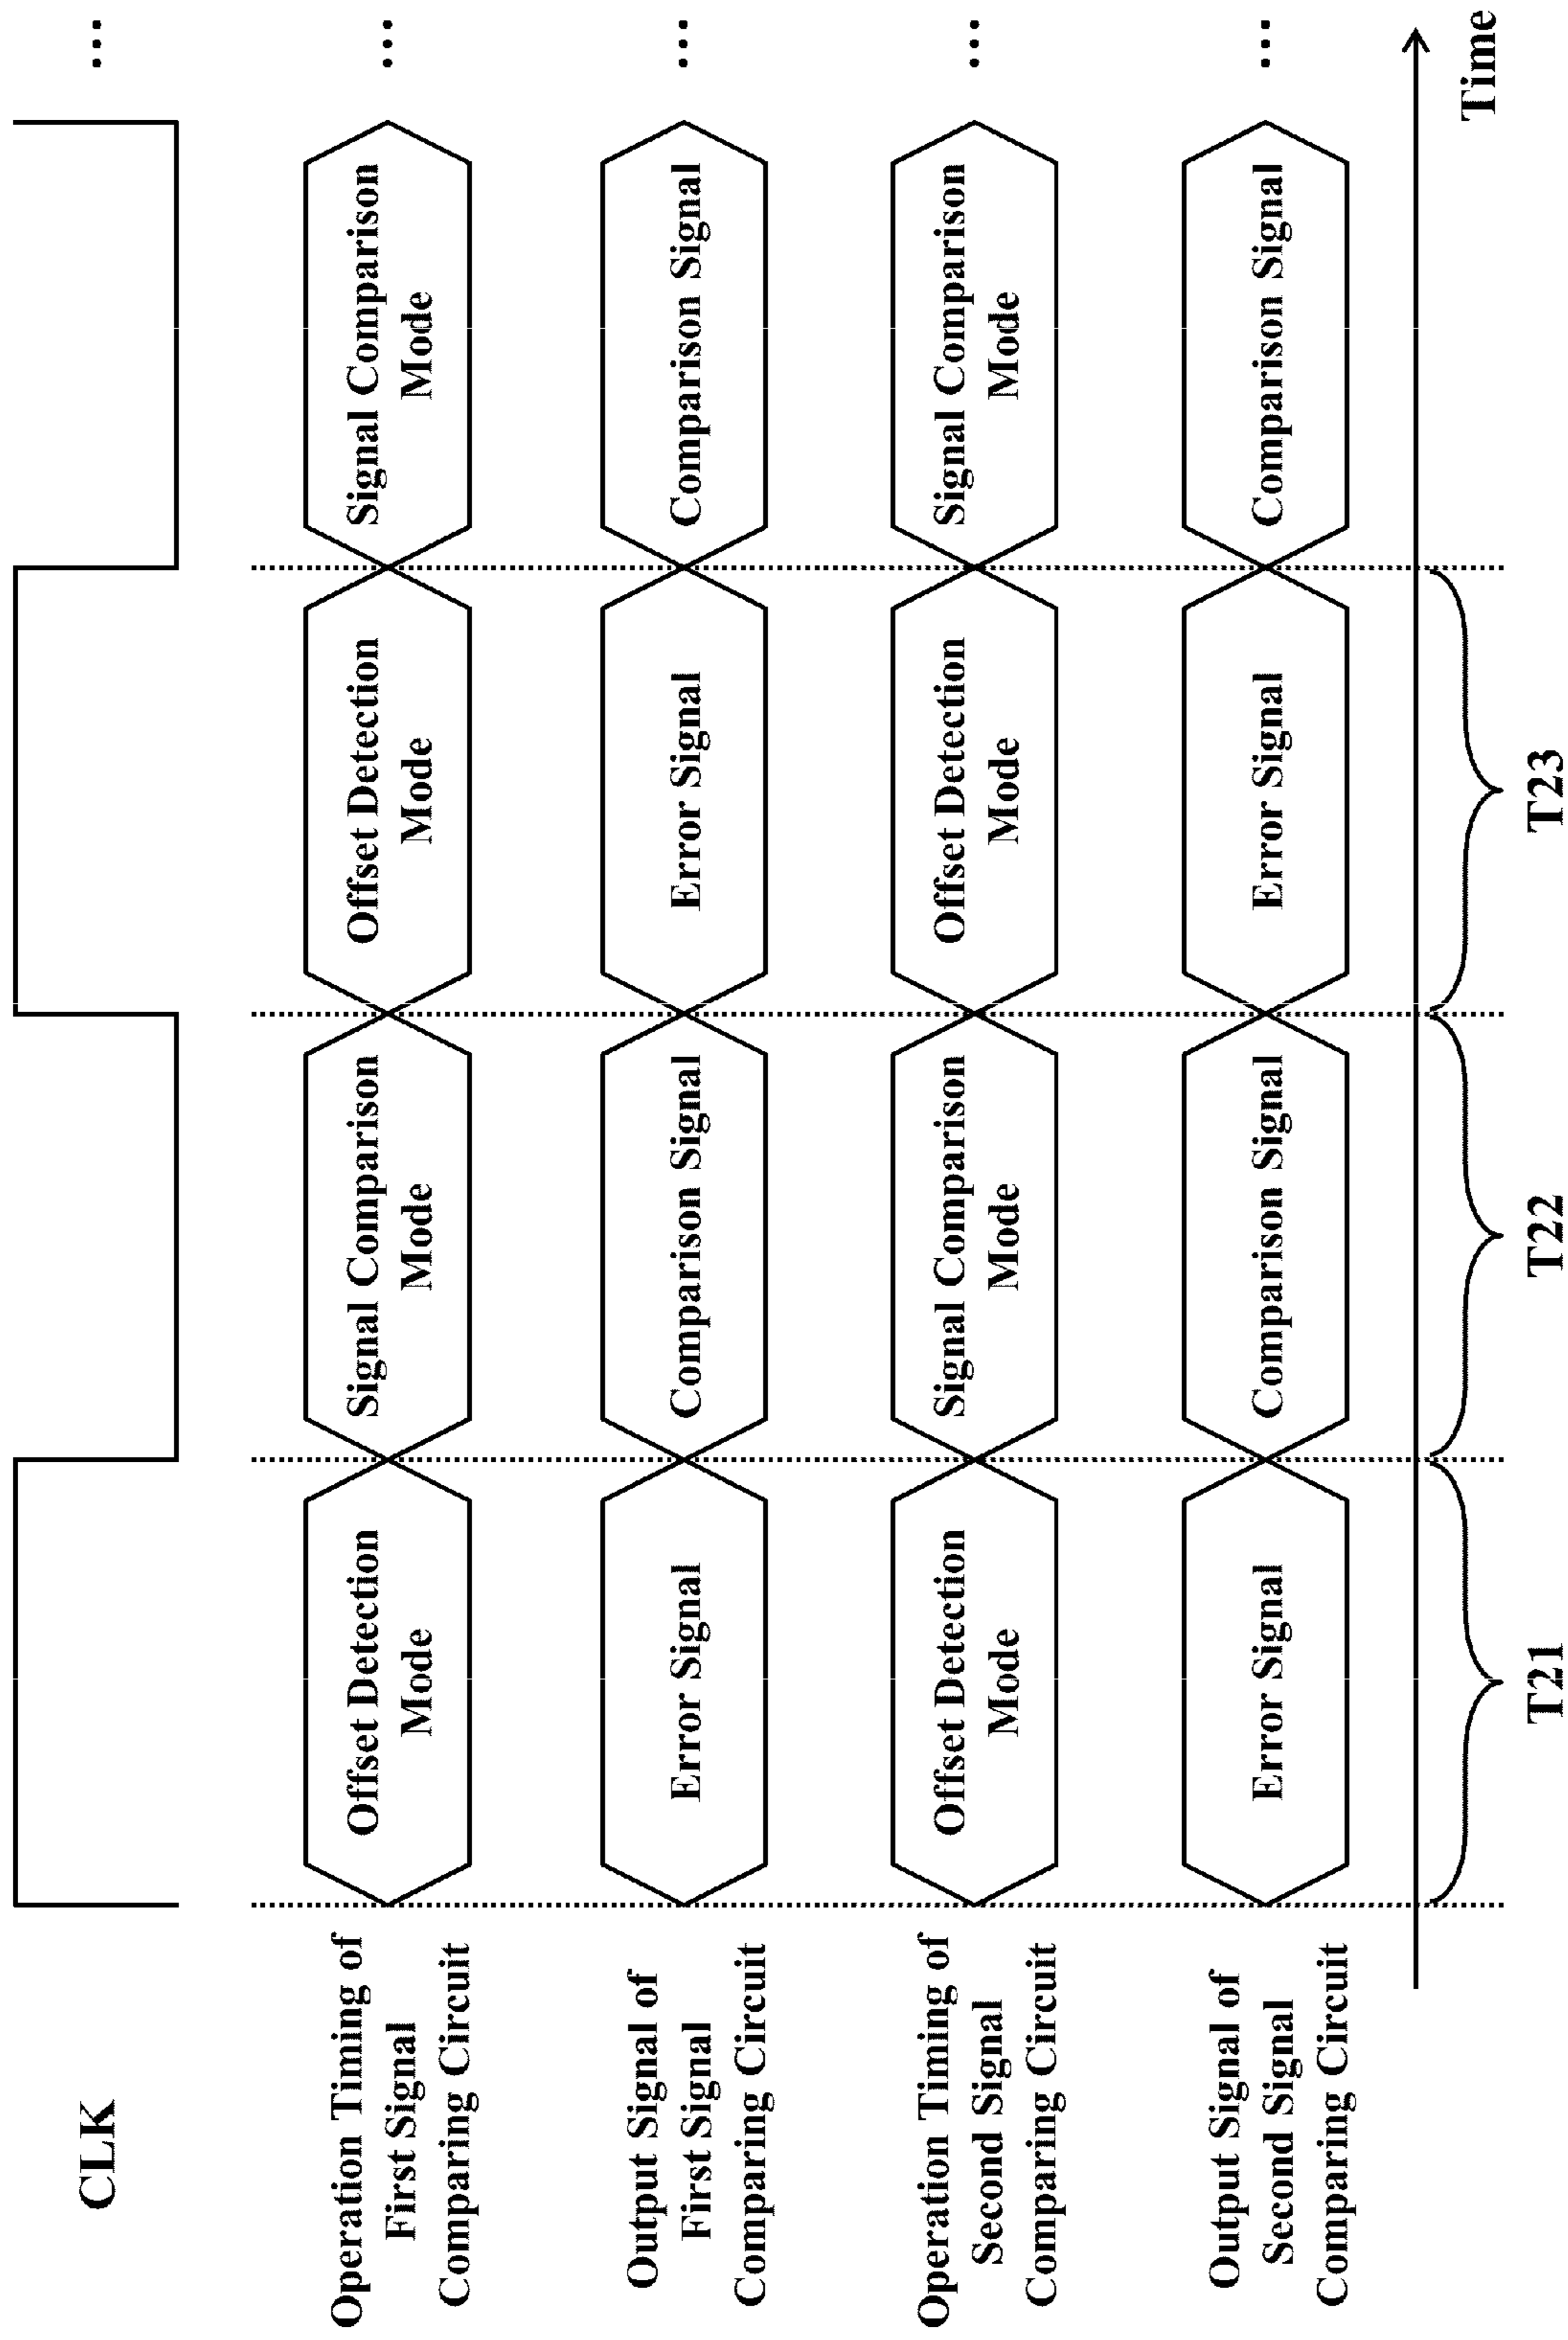 CLK
...
Operation Timing of
First Signal
Comparing Circuit
Offset Detection
Mode
Signal Comparison
Mode
Offset Detection
Mode
Signal Comparison
Mode
...
Output Signal of
First Signal
Comparing Circuit
Error Signal
Comparison Signal
Error Signal
Comparison Signal
...
Operation Timing of
Second Signal
Comparing Circuit
Offset Detection
Mode
Signal Comparison
Mode
Offset Detection
Mode
Signal Comparison
Mode
...
Output Signal of
Second Signal
Comparing Circuit
Error Signal
Comparison Signal
Error Signal
Comparison Signal
...
Time
T21
T22
T23